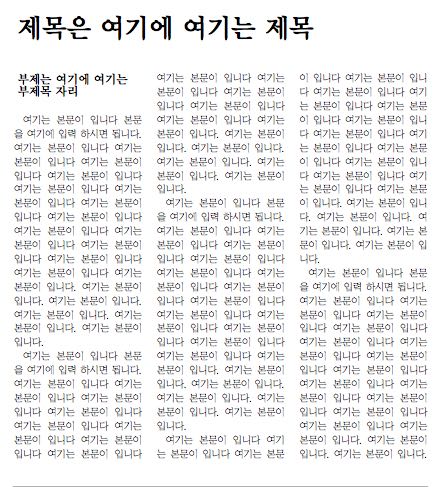 제목은 여기에 여기는 제목
부제는 여기에 여기는
부제목 자리
여기는 본문이 입니다 본문
을 여기에 입력 하시면 됩니다.
여기는 본문이 입니다 여기는
본문이 입니다 여기는 본문이
입니다 여기는 본문이 입니다
여기는 본문이 입니다 여기는
본문이 입니다 여기는 본문이
입니다 여기는 본문이 입니다
여기는 본문이 입니다 여기는
본문이 입니다 여기는 본문이
입니다 여기는 본문이 입니다
여기는 본문이 입니다 여기는
본문이 입니다. 여기는 본문이
입니다. 여기는 본문이 입니다.
여기는 본문이 입니다. 여기는
본문이 입니다. 여기는 본문이
입니다.
여기는 본문이 입니다 본문
을 여기에 입력 하시면 됩니다.
여기는 본문이 입니다 여기는
본문이 입니다 여기는 본문이
입니다 여기는 본문이 입니다
여기는 본문이 입니다 여기는
본문이 입니다 여기는 본문이
입니다 여기는 본문이 입니다
여기는 본문이 입니다 여기는
본문이 입니다 여기는 본문이
입니다 여기는 본문이 입니다
여기는 본문이 입니다 여기는
본문이 입니다. 여기는 본문이
입니다. 여기는 본문이 입니다.
여기는 본문이 입니다. 여기는
본문이 입니다. 여기는 본문이
입니다.
여기는 본문이 입니다 본문
을 여기에 입력 하시면 됩니다.
여기는 본문이 입니다 여기는
본문이 입니다 여기는 본문이
입니다 여기는 본문이 입니다
여기는 본문이 입니다 여기는
본문이 입니다 여기는 본문이
입니다 여기는 본문이 입니다
여기는 본문이 입니다 여기는
본문이 입니다 여기는 본문이
입니다 여기는 본문이 입니다
여기는 본문이 입니다 여기는
본문이 입니다. 여기는 본문이
입니다. 여기는 본문이 입니다.
여기는 본문이 입니다. 여기는
본문이 입니다. 여기는 본문이
입니다.
여기는 본문이 입니다 여기
는 본문이 입니다 여기는 본문
이 입니다 여기는 본문이 입니
다 여기는 본문이 입니다 여기
는 본문이 입니다 여기는 본문
이 입니다 여기는 본문이 입니
다 여기는 본문이 입니다 여기
는 본문이 입니다 여기는 본문
이 입니다 여기는 본문이 입니
다 여기는 본문이 입니다 여기
는 본문이 입니다 여기는 본문
이 입니다. 여기는 본문이 입니
다. 여기는 본문이 입니다. 여
기는 본문이 입니다. 여기는 본
문이 입니다. 여기는 본문이 입
니다.
여기는 본문이 입니다 본문
을 여기에 입력 하시면 됩니다.
여기는 본문이 입니다 여기는
본문이 입니다 여기는 본문이
입니다 여기는 본문이 입니다
여기는 본문이 입니다 여기는
본문이 입니다 여기는 본문이
입니다 여기는 본문이 입니다
여기는 본문이 입니다 여기는
본문이 입니다 여기는 본문이
입니다 여기는 본문이 입니다
여기는 본문이 입니다 여기는
본문이 입니다. 여기는 본문이